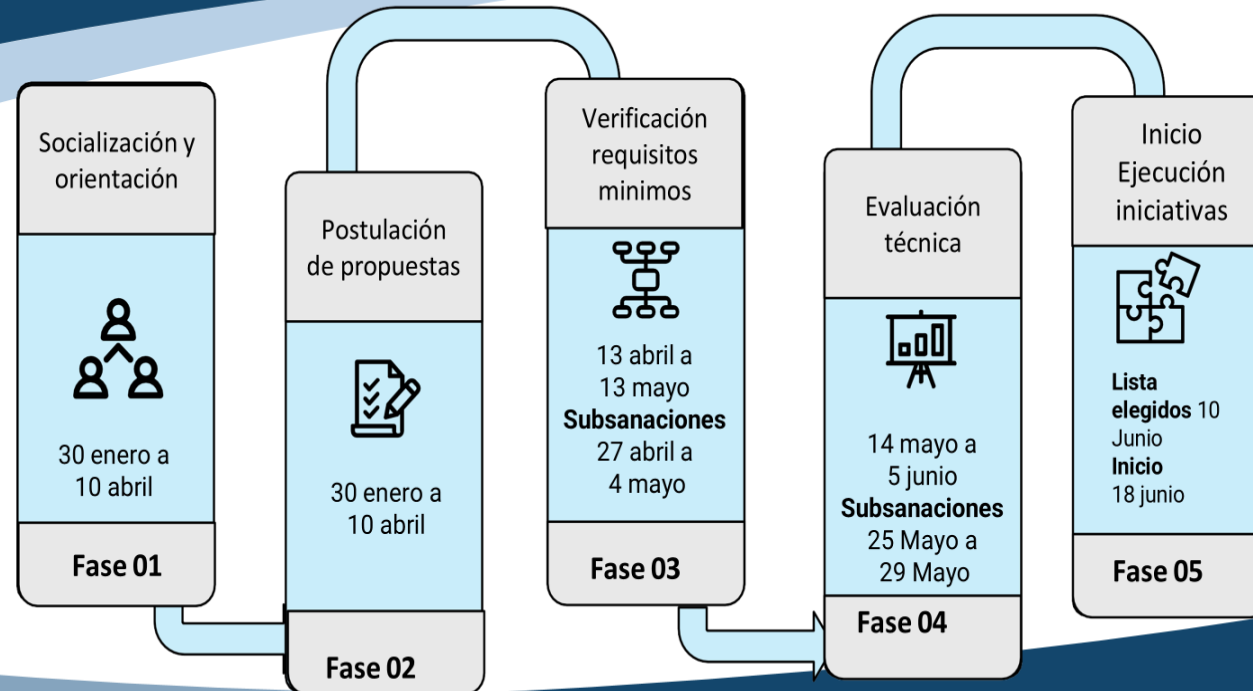 Socialización y
orientación
30 enero a
10 abril
Fase 01
Postulación
de propuestas
30 enero a
10 abril
Fase 02
Verificación
requisitos
minimos
13 abril a
13 mayo
Subsanaciones
27 abril a
4 mayo
Fase 03
Evaluación
técnica
14 mayo a
5 junio
Subsanaciones
25 Mayo a
29 Mayo
Fase 04
Inicio
Ejecución
iniciativas
Lista
elegidos 10
Junio
Inicio
18 junio
Fase 05